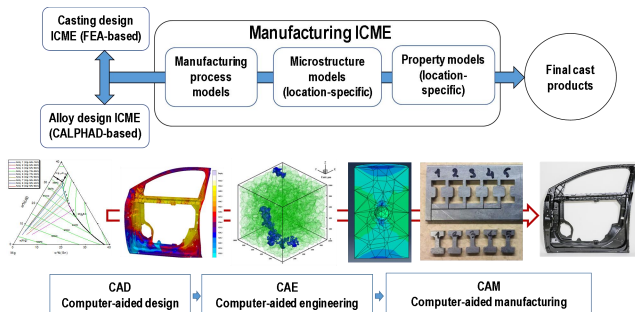 Casting design
ICME (FEA-based)
Manufacturing ICME
Manufacturing
process
models
Microstructure
models
(location-specific)
Property models
(location-
specific)
Final cast
products
Alloy design ICME
(CALPHAD-based)
1 2 3 4 5
CAD
Computer-aided design
CAE
Computer-aided engineering
CAM
Computer-aided manufacturing